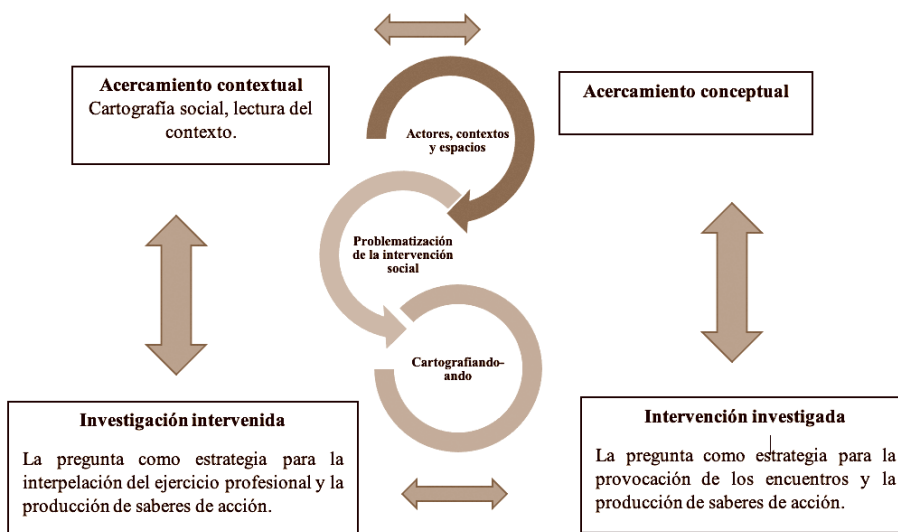 Acercamiento contextual
Cartografía social, lectura del
contexto.
Acercamiento conceptual
Actores, contextos
y espacios
Problematización
de la intervención
social
Cartografiando-
ando
Investigación intervenida
La pregunta como estrategia para la
interpelación del ejercicio profesional y la
producción de saberes de acción.
Intervención investigada
La pregunta como estrategia para la
provocación de los encuentros y la
producción de saberes de acción.